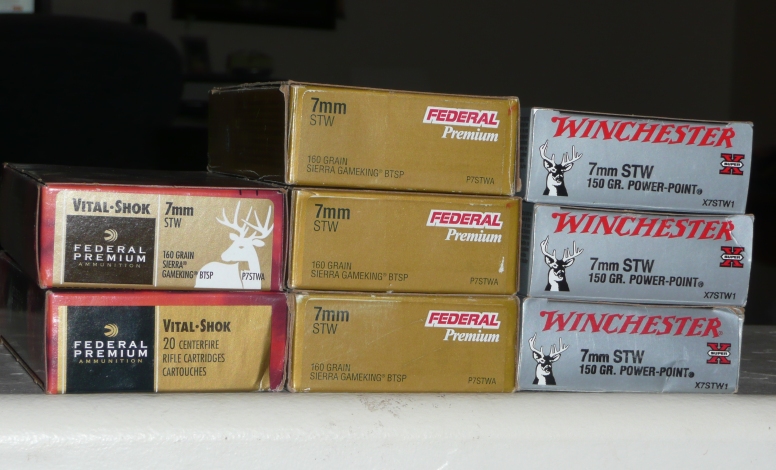 VITAL·SHOK
FEDERAL
PREMIUM
AMMUNITION
7mm
STW
160 GRAIN
SIERRA®
GAMEKING® BTSP
P7STWA
FEDERAL
PREMIUM
AMMUNITION
VITAL·SHOK
20 CENTERFIRE
RIFLE CARTRIDGES
CARTOUCHES
7mm
STW
FEDERAL
Premium
160 GRAIN
SIERRA GAMEKING® BTSP
P7STWA
7mm
STW
FEDERAL
Premium
160 GRAIN
SIERRA GAMEKING® BTSP
P7STWA
7mm
STW
FEDERAL
Premium
160 GRAIN
SIERRA GAMEKING® BTSP
P7STWA
WINCHESTER
SUPER X
7mm STW
150 GR. POWER-POINT®
X7STW1
WINCHESTER
SUPER X
7mm STW
150 GR. POWER-POINT®
X7STW1
WINCHESTER
SUPER X
7mm STW
150 GR. POWER-POINT®
X7STW1